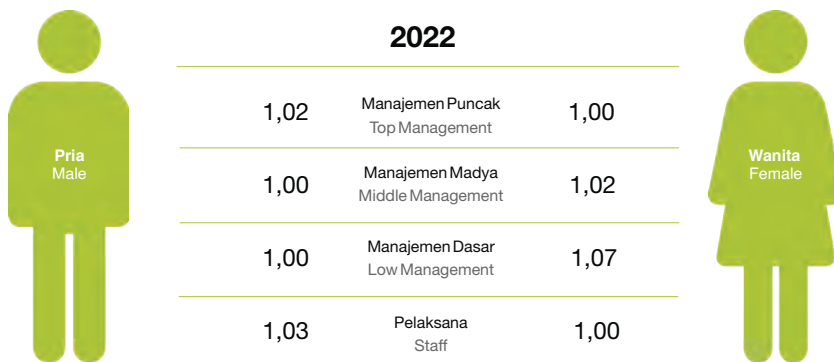 2022
Pria
Male
1,02 Manajemen Puncak 1,00
Top Management
1,00 Manajemen Madya 1,02
Middle Management
1,00 Manajemen Dasar 1,07
Low Management
1,03 Pelaksana 1,00
Staff
Wanita
Female